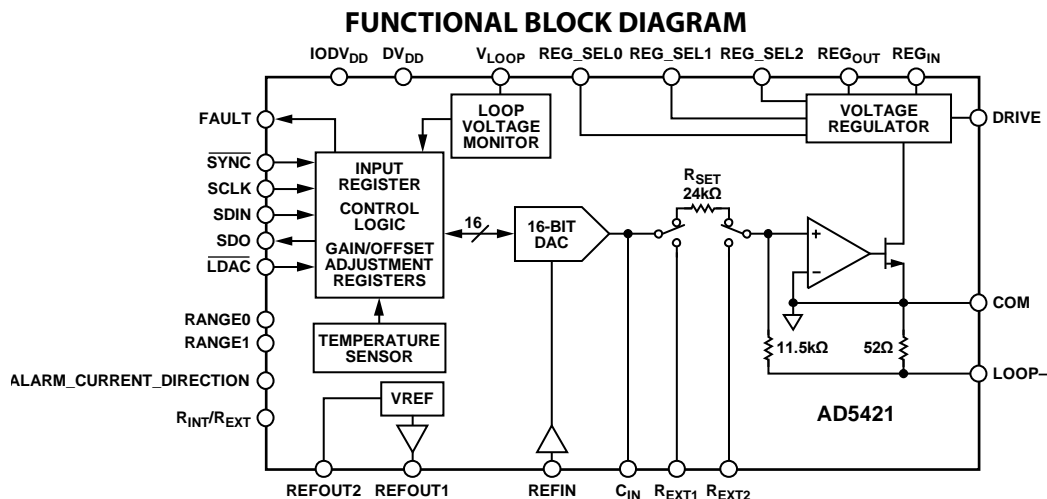 FUNCTIONAL BLOCK DIAGRAM
IODVDD
DVDD
VLOOP
REG_SEL0
REG_SEL1
REG_SEL2
REGOUT
REGIN
FAULT
SYNC
SCLK
SDIN
SDO
LDAC
RANGE0
RANGE1
ALARM_CURRENT_DIRECTION
RINT/REXT
LOOP
VOLTAGE
MONITOR
INPUT
REGISTER
CONTROL
LOGIC
GAIN/OFFSET
ADJUSTMENT
REGISTERS
TEMPERATURE
SENSOR
VREF
16
16-BIT
DAC
RSET
24kΩ
VOLTAGE
REGULATOR
DRIVE
+
–
COM
11.5kΩ
52Ω
LOOP–
AD5421
REFOUT2
REFOUT1
REFIN
CIN
REXT1
REXT2